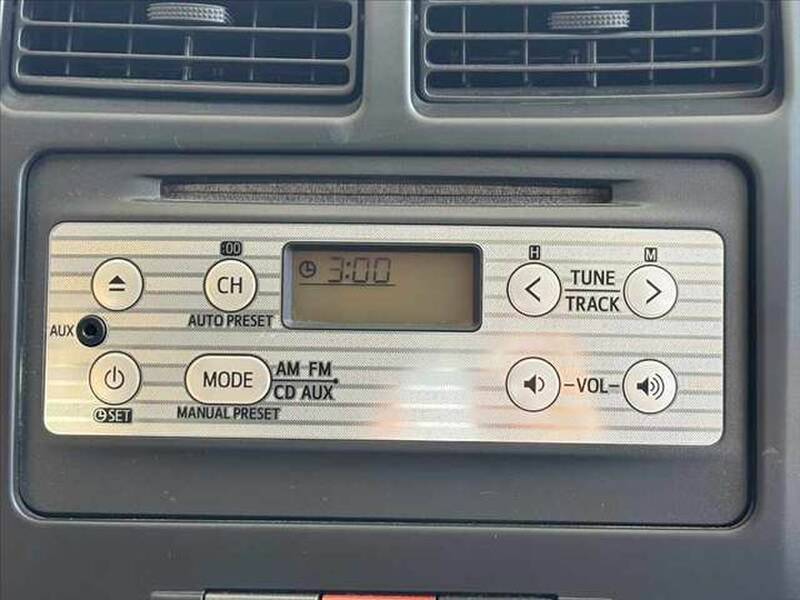 :00
H
M
CH
3:00
TUNE
TRACK
AUTO PRESET
AUX
MODE
AM FM
CD AUX
VOL
SET
MANUAL PRESET